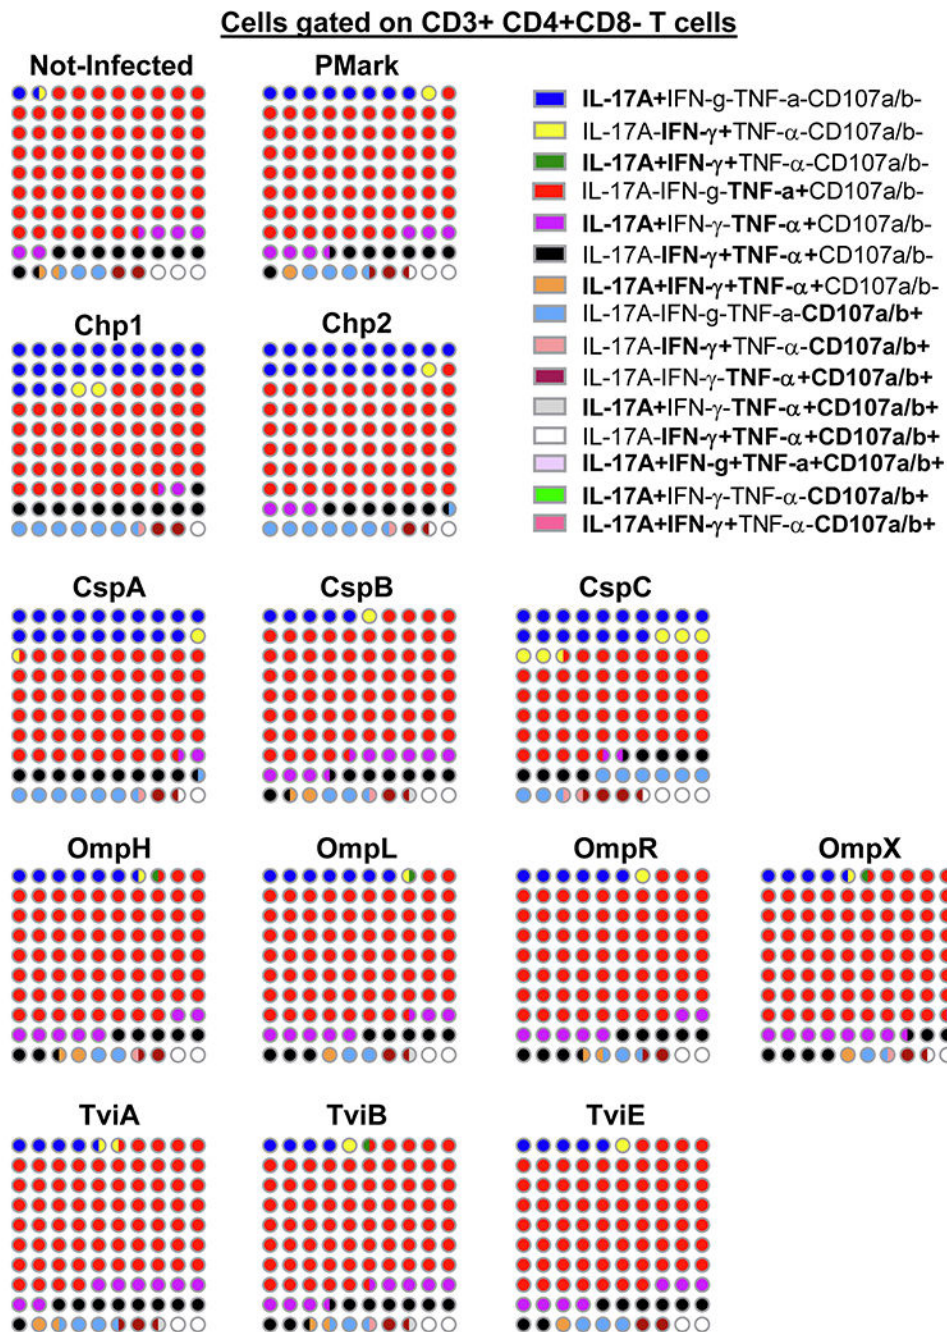 Cells gated on CD3+ CD4+CD8- T cells
Not-Infected
PMark
IL-17A+IFN-g-TNF-a-CD107a/b-
IL-17A-IFN-γ+TNF-α-CD107a/b-
IL-17A+IFN-γ+TNF-α-CD107a/b-
IL-17A-IFN-g-TNF-a+CD107a/b-
IL-17A+IFN-γ-TNF-α+CD107a/b-
IL-17A-IFN-γ+TNF-α+CD107a/b-
IL-17A+IFN-γ+TNF-α+CD107a/b-
IL-17A-IFN-g-TNF-a-CD107a/b+
IL-17A-IFN-γ+TNF-α-CD107a/b+
IL-17A-IFN-γ-TNF-α+CD107a/b+
IL-17A+IFN-γ-TNF-α+CD107a/b+
IL-17A-IFN-γ+TNF-α+CD107a/b+
IL-17A+IFN-g+TNF-a+CD107a/b+
IL-17A+IFN-γ-TNF-α-CD107a/b+
IL-17A+IFN-γ+TNF-α-CD107a/b+
Chp1
Chp2
CspA
CspB
CspC
OmpH
OmpL
OmpR
OmpX
TviA
TviB
TviE